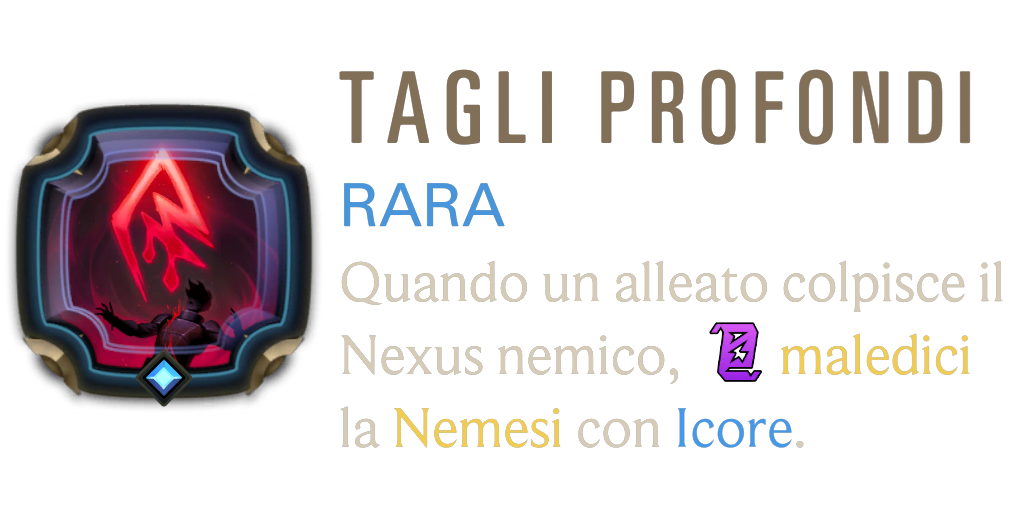 TAGLI PROFONDI
RARA
Quando un alleato colpisce il
Nexus nemico, maledici
la Nemesi con Icore.